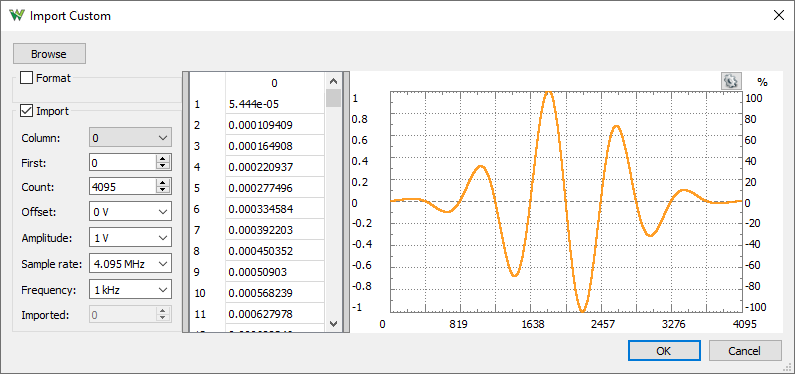 Import Custom
Browse
Format
Import
Column: 0
First: 0
Count: 4095
Offset: 0 V
Amplitude: 1 V
Sample rate: 4.095 MHz
Frequency: 1 kHz
Imported: 0
0
1 5.444e-05
2 0.000109409
3 0.000164908
4 0.000220937
5 0.000277496
6 0.000334584
7 0.000392203
8 0.000450352
9 0.00050903
10 0.000568239
11 0.000627978
%
1 100
0.8 80
0.6 60
0.4 40
0.2 20
0 0
-0.2 -20
-0.4 -40
-0.6 -60
-0.8 -80
-1 -100
0 819 1638 2457 3276 4095
OK Cancel